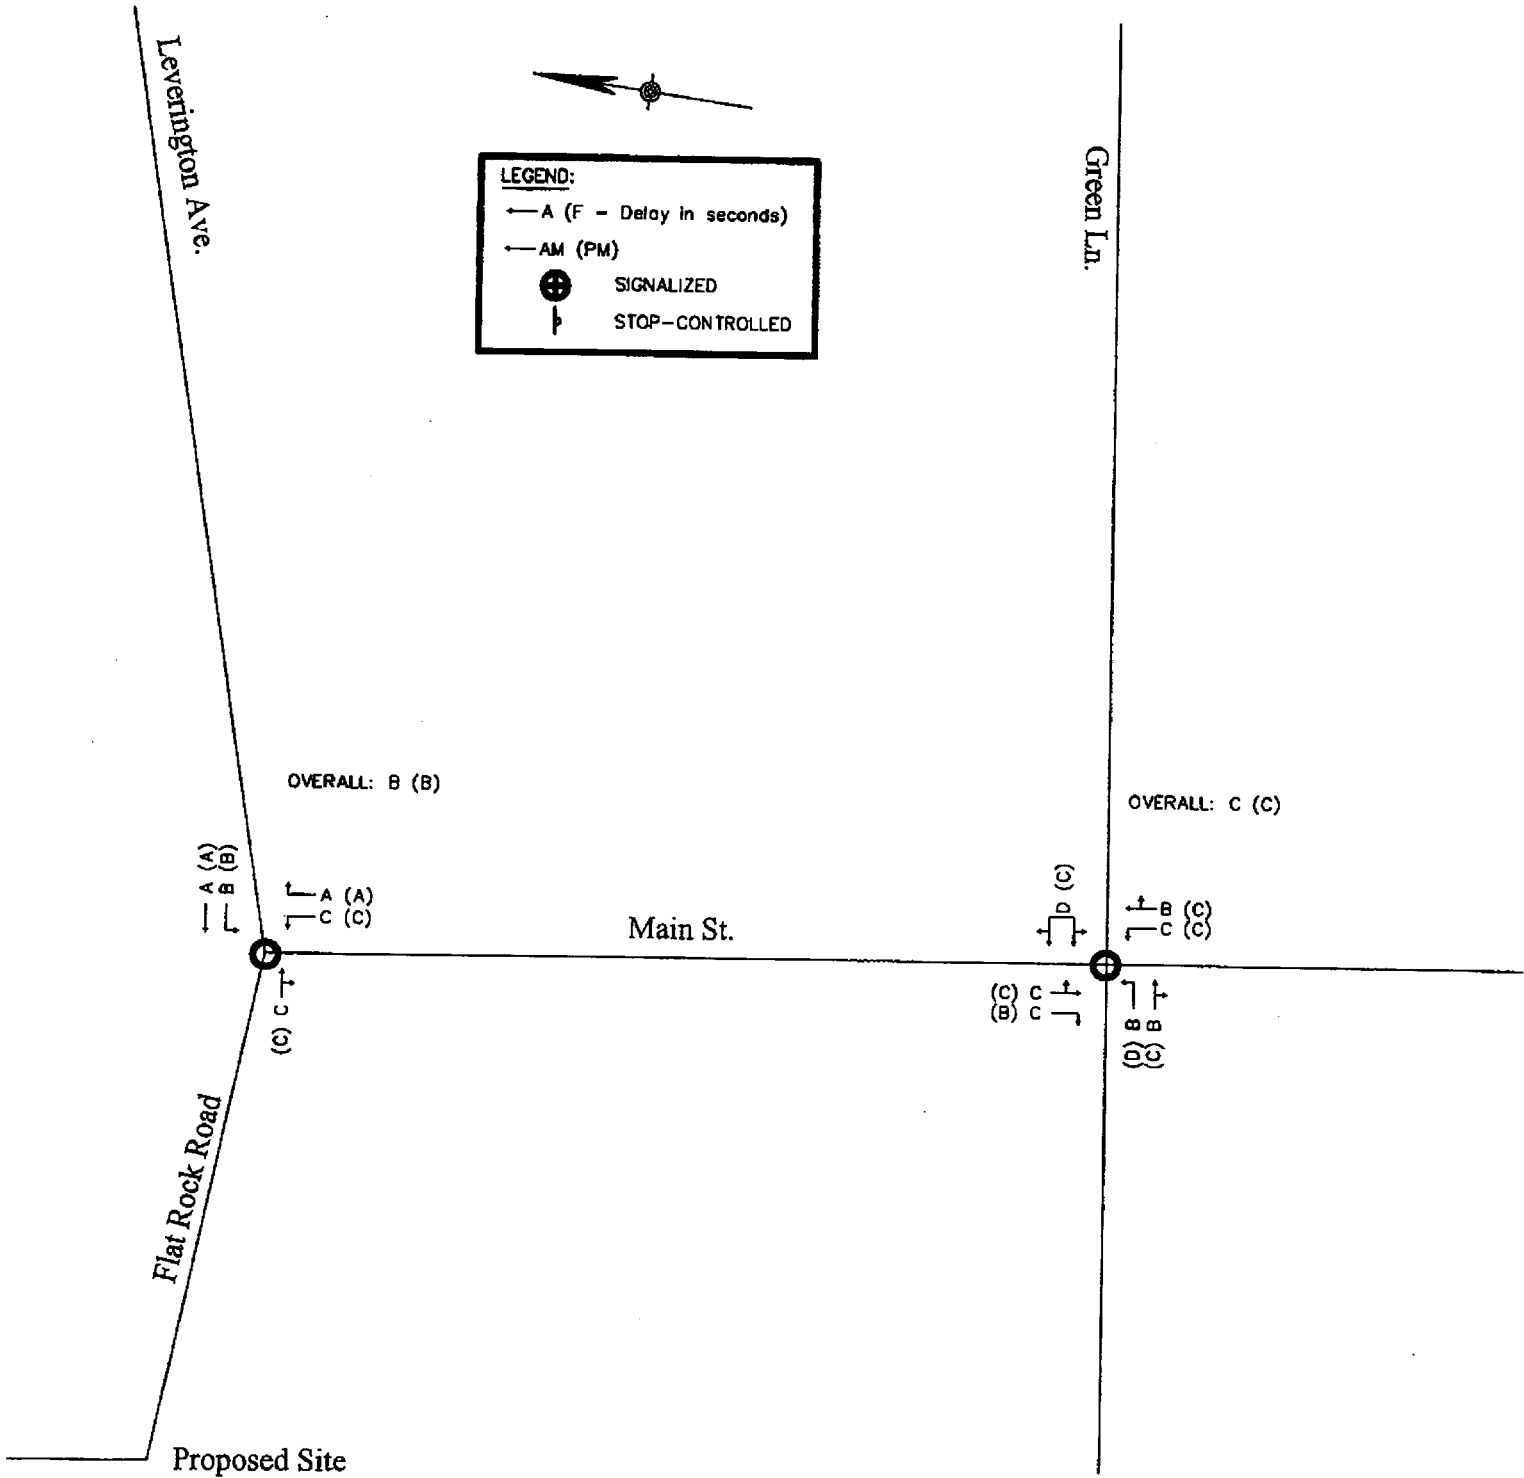 Leverington Ave.
Green Ln.
LEGEND:
A (F - Delay in seconds)
AM (PM)
SIGNALIZED
STOP-CONTROLLED
OVERALL: B (B)
OVERALL: C (C)
A (A)
B (B)
A (A)
C (C)
Main St.
D (C)
B (C)
C (C)
(C) C
(C) C
(B) C
(D) B
(C) B
Flat Rock Road
Proposed Site